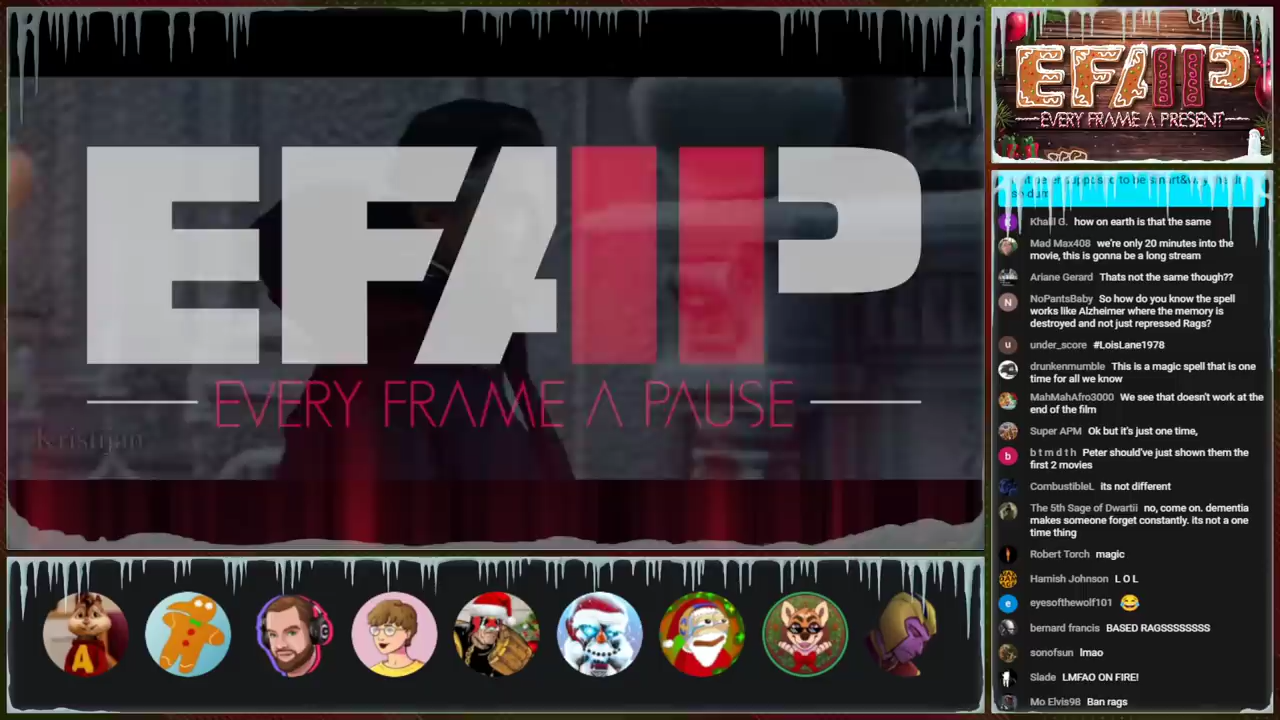 EFAIIP
EVERY FRAME A PAUSE
Kristijan
EFAIIP
EVERY FRAME A PRESENT
Khalil G. how on earth is that the same
Mad Max408 we're only 20 minutes into the
movie, this is gonna be a long stream
Ariane Gerard Thats not the same though??
NoPantsBaby So how do you know the spell
works like Alzheimer where the memory is
destroyed and not just repressed Rags?
under_score #LoisLane1978
drunkenmumble This is a magic spell that is one
time for all we know
MahMahAfro3000 We see that doesn't work at the
end of the film
Super APM Ok but it's just one time,
b t m d t h Peter should've just shown them the
first 2 movies
CombustibleL its not different
The 5th Sage of Dwartii no, come on. dementia
makes someone forget constantly. its not a one
time thing
Robert Torch magic
Hamish Johnson L O L
eyesofthewolf101 😂
bernard francis BASED RAGSSSSSSSS
sonofsun lmao
Slade LMFAO ON FIRE!
Mo Elvis98 Ban rags